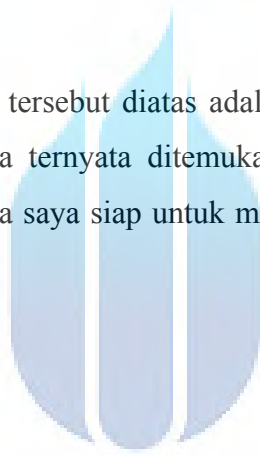 tersebut diatas adal
a ternyata ditemuka
a saya siap untuk m